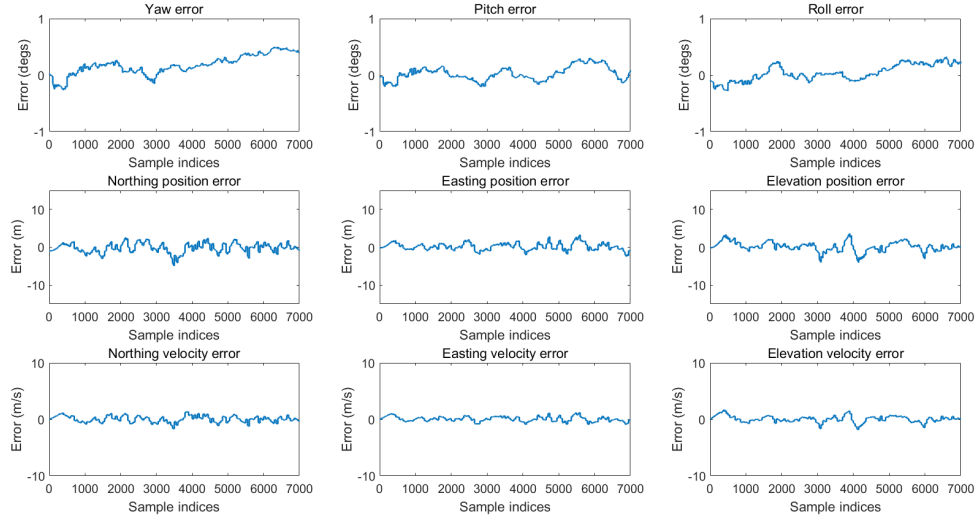 Yaw error Pitch error Roll error
1 1 1
Error (degs) 0 Error (degs) 0 Error (degs) 0
-1 -1 -1
0 1000 2000 3000 4000 5000 6000 7000 0 1000 2000 3000 4000 5000 6000 7000 0 1000 2000 3000 4000 5000 6000 7000
Sample indices Sample indices Sample indices
Northing position error Easting position error Elevation position error
10 10 10
Error (m) 0 Error (m) 0 Error (m) 0
-10 -10 -10
0 1000 2000 3000 4000 5000 6000 7000 0 1000 2000 3000 4000 5000 6000 7000 0 1000 2000 3000 4000 5000 6000 7000
Sample indices Sample indices Sample indices
Northing velocity error Easting velocity error Elevation velocity error
10 10 10
Error (m/s) 0 Error (m/s) 0 Error (m/s) 0
-10 -10 -10
0 1000 2000 3000 4000 5000 6000 7000 0 1000 2000 3000 4000 5000 6000 7000 0 1000 2000 3000 4000 5000 6000 7000
Sample indices Sample indices Sample indices